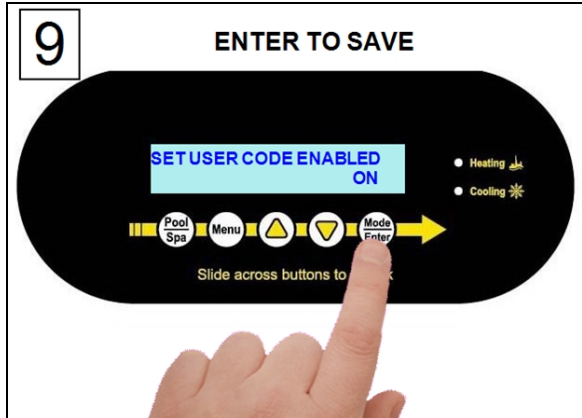 9
ENTER TO SAVE
SET USER CODE ENABLED
ON
Heating
Cooling
Pool
Spa
Menu
Mode
Enter
Slide across buttons to